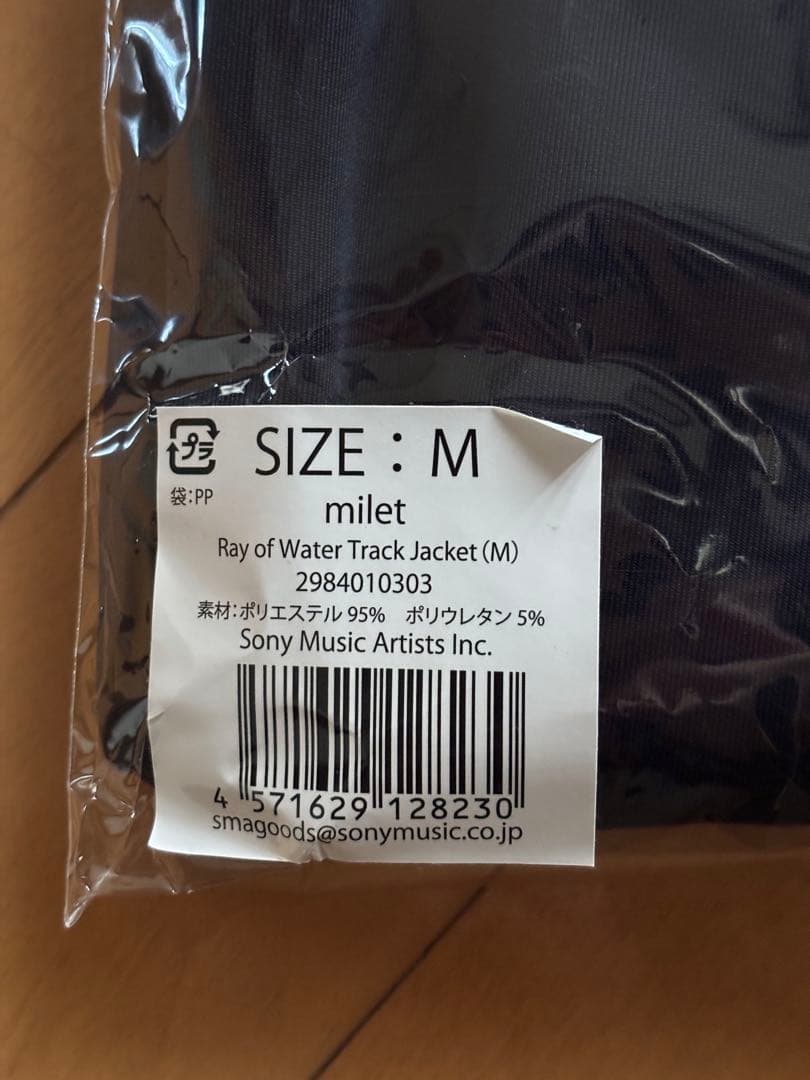 プラ
SIZE：M
袋:PP
milet
Ray of Water Track Jacket（M）
2984010303
素材:ポリエステル 95%　ポリウレタン 5%
Sony Music Artists Inc.
4 571629 128230
smagoods@sonymusic.co.jp